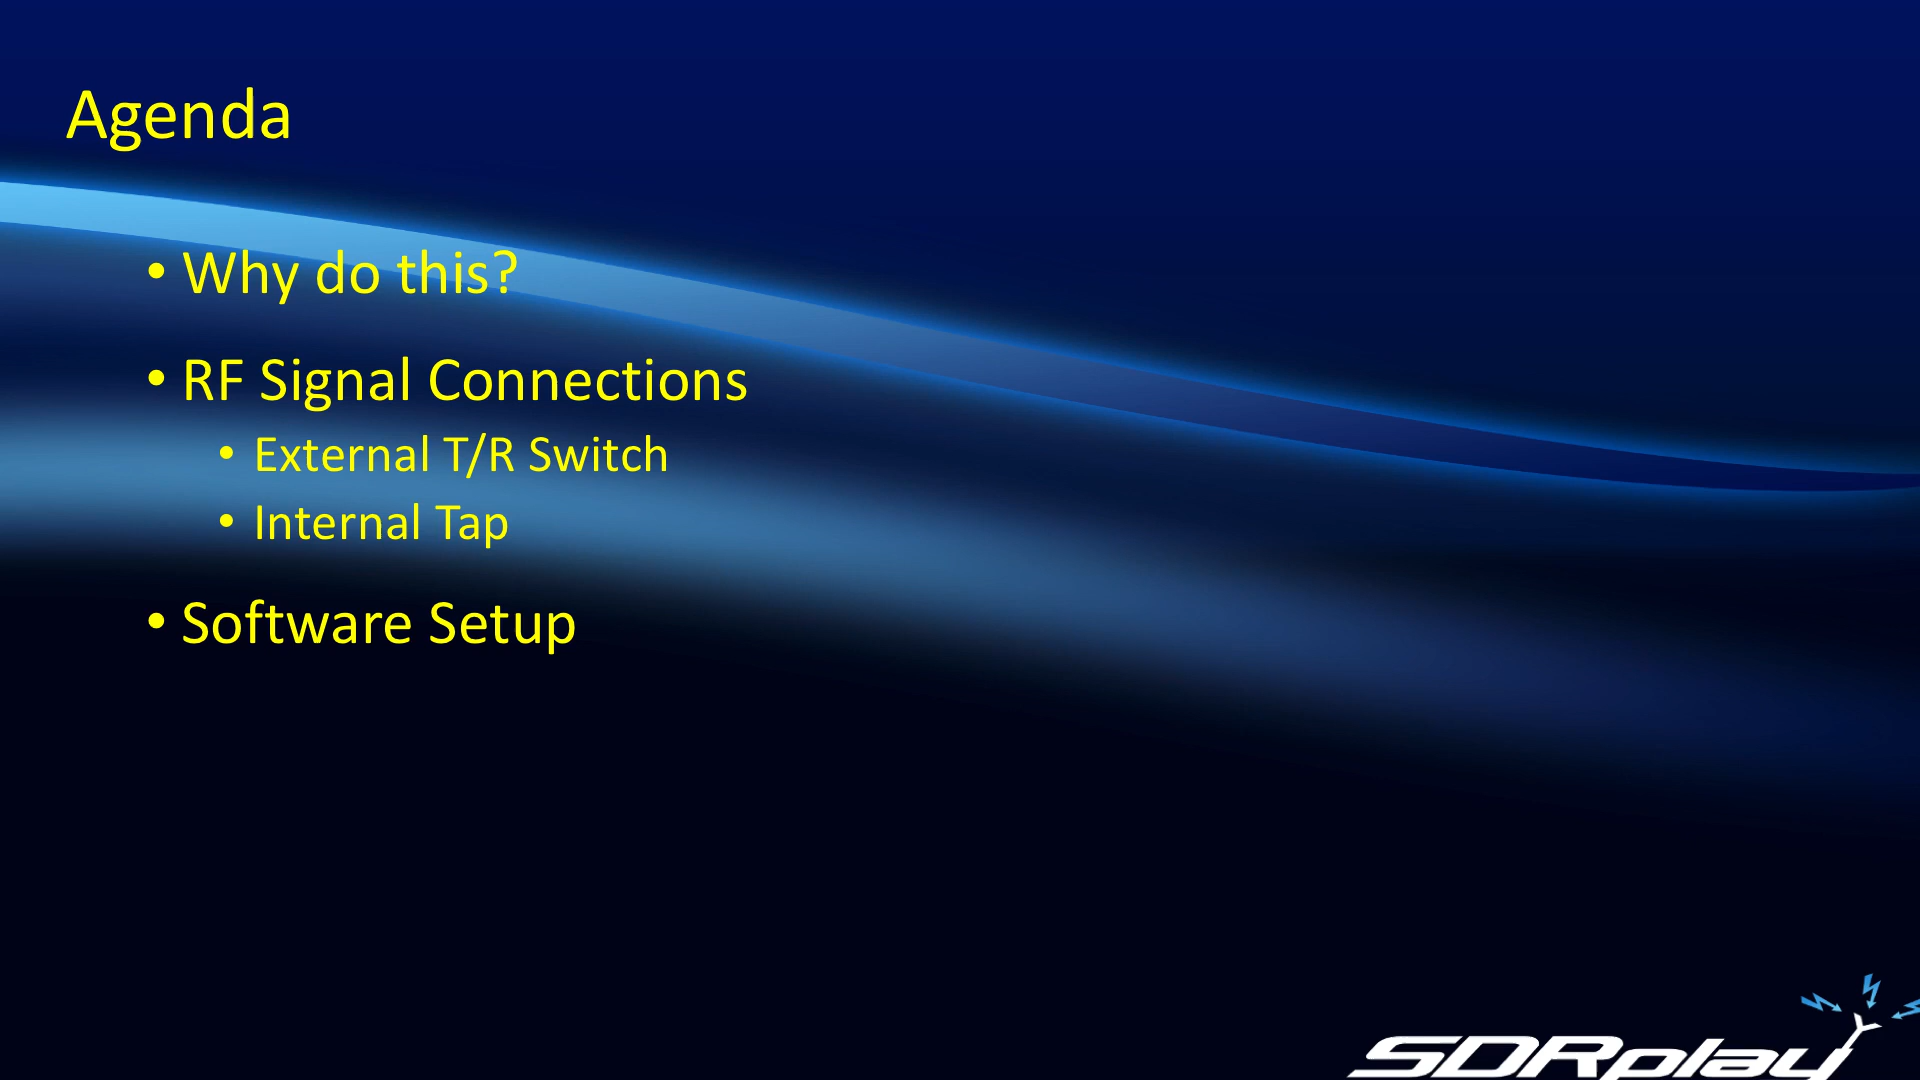 Agenda
• Why do this?
• RF Signal Connections
• External T/R Switch
• Internal Tap
• Software Setup
SDRplay